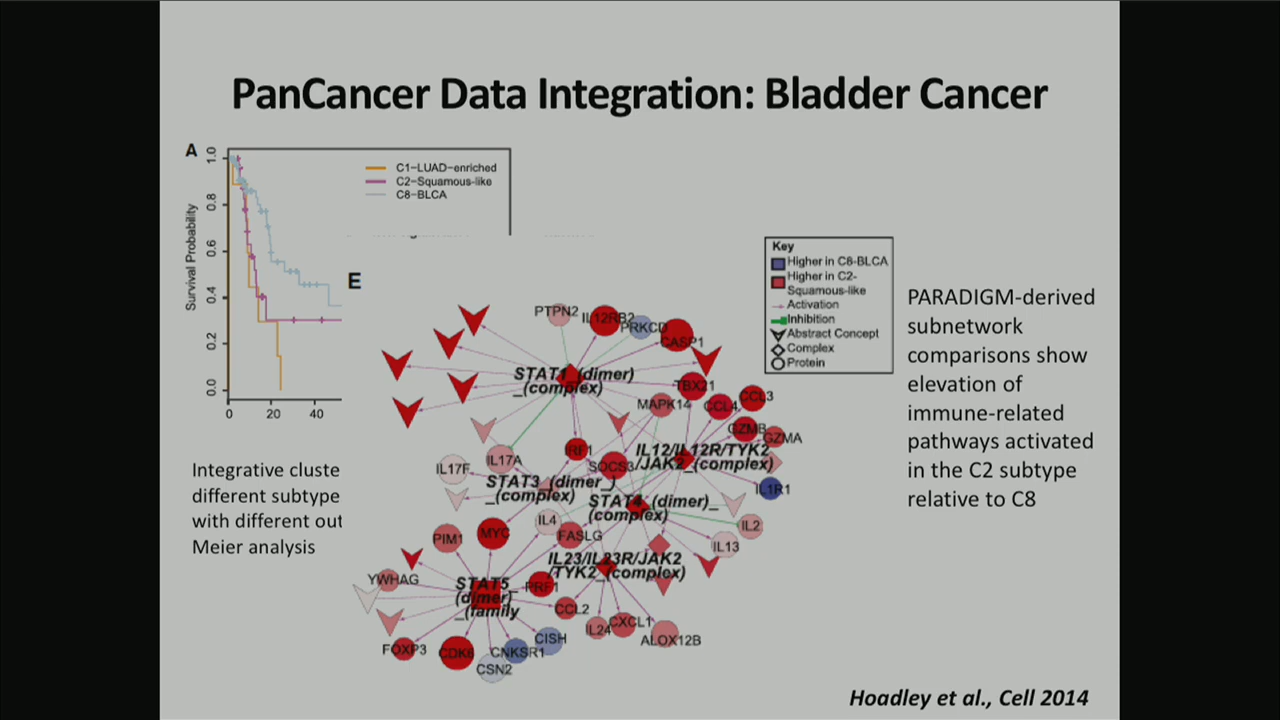 PanCancer Data Integration: Bladder Cancer
A
C1−LUAD−enriched
C2−Squamous−like
C8−BLCA
Survival Probability
1.0
0.8
0.6
0.4
0.2
0.0
0
20
40
Integrative cluste
different subtype
with different out
Meier analysis
E
Key
Higher in C8-BLCA
Higher in C2-
Squamous-like
Activation
Inhibition
Abstract Concept
Complex
Protein
PTPN2
IL12RB2
PRKCD
CASP1
STAT1_(dimer)
_(complex)
TBX21
MAPK14
CCL4
CCL3
GZMB
GZMA
IL17F
IL17A
IRF1
SOCS3
IL12/IL12R/TYK2
/JAK2_(complex)
STAT3_(dimer_)
_(complex)
IL1R1
STAT4_(dimer)_
(complex)
IL4
IL2
IL13
PIM1
MYC
FASLG
IL23/IL23R/JAK2
/TYK2_(complex)
YWHAG
STAT5_
(dimer)
_(family
PRF1
CCL2
IL24
CXCL1
ALOX12B
FOXP3
CDK6
CNKSR1
CISH
CSN2
PARADIGM-derived
subnetwork
comparisons show
elevation of
immune-related
pathways activated
in the C2 subtype
relative to C8
Hoadley et al., Cell 2014